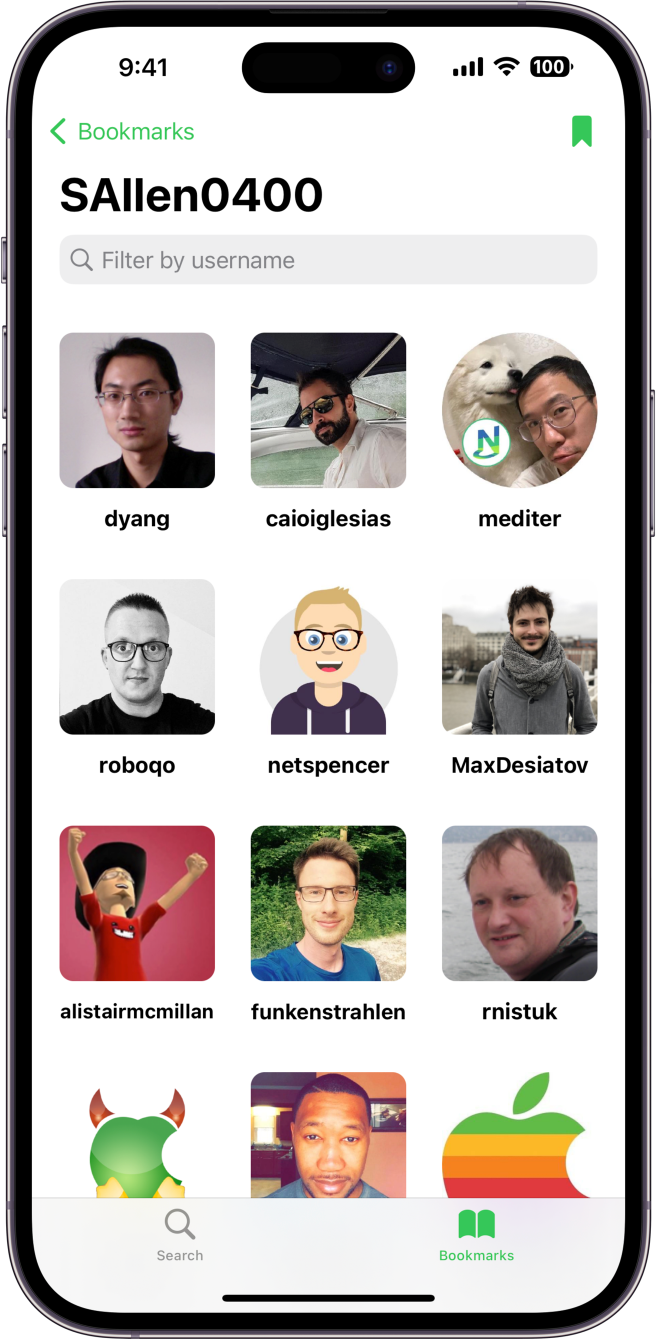 9:41
100
Bookmarks
SAllen0400
Filter by username
N
dyang
caioiglesias
mediter
roboqo
netspencer
MaxDesiatov
alistairmcmillan
funkenstrahlen
rnistuk
Search
Bookmarks